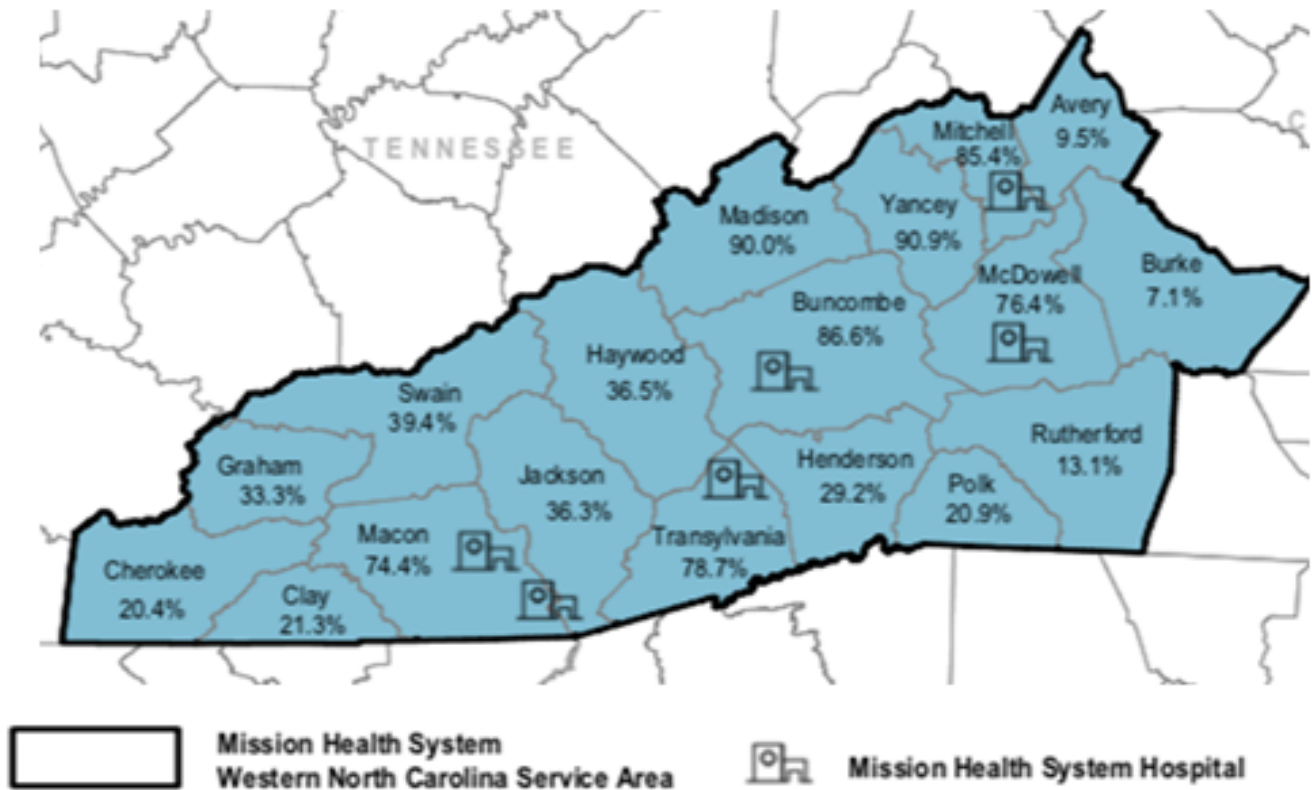 TENNESSEE
C
Avery
9.5%
Mitchell
85.4%
Madison
90.0%
Yancey
90.9%
McDowell
76.4%
Burke
7.1%
Buncombe
86.6%
Haywood
36.5%
Swain
39.4%
Rutherford
13.1%
Graham
33.3%
Jackson
36.3%
Henderson
29.2%
Polk
20.9%
Macon
74.4%
Transylvania
78.7%
Cherokee
20.4%
Clay
21.3%
Mission Health System
Western North Carolina Service Area
Mission Health System Hospital